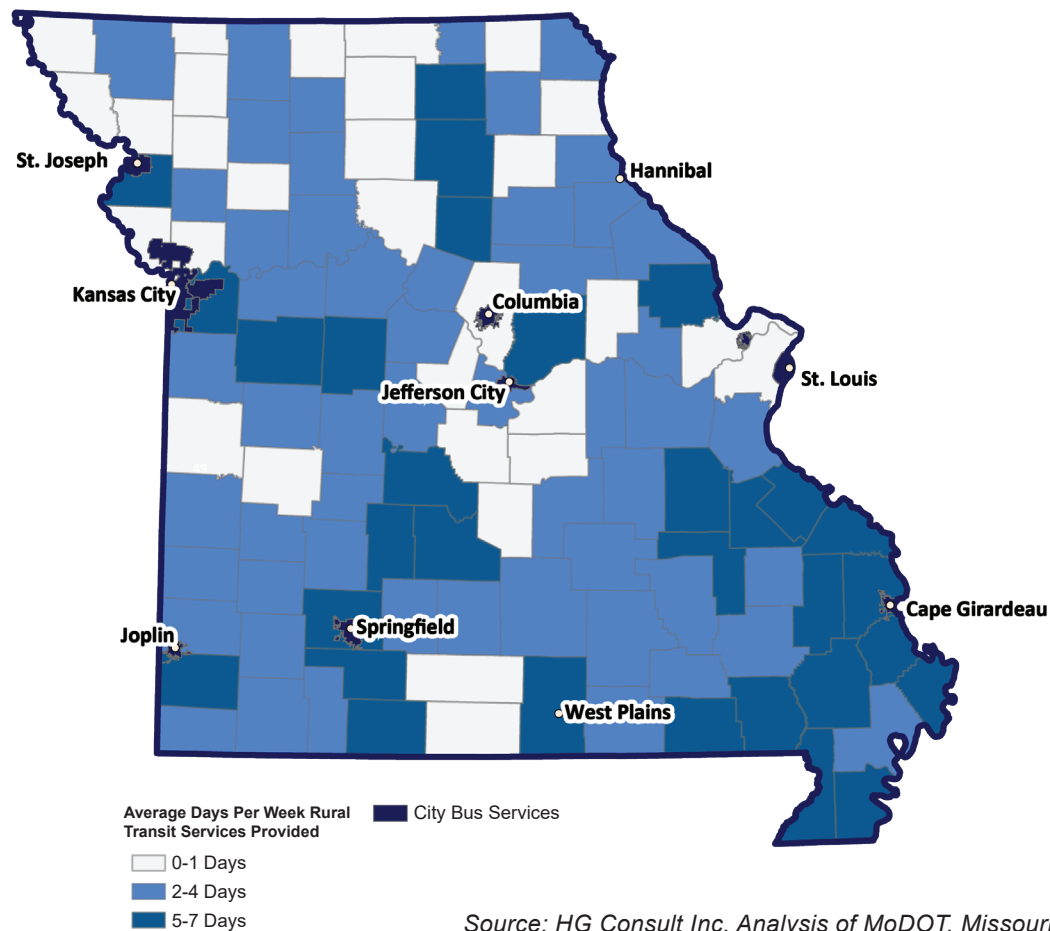 St. Joseph
Hannibal
Kansas City
Columbia
Jefferson City
St. Louis
Joplin
Springfield
Cape Girardeau
West Plains
Average Days Per Week Rural
Transit Services Provided
City Bus Services
0-1 Days
2-4 Days
5-7 Days
Source: HG Consult Inc. Analysis of MoDOT, Missouri